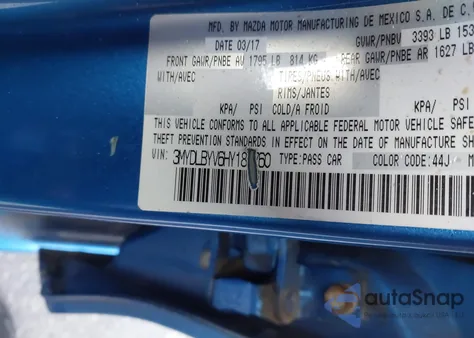 MFD. BY MAZDA MOTOR MANUFACTURING DE MEXICO S.A. DE C.
DATE 03/17 GVWR/PNBV 3393 LB 153
FRONT GAWR/PNBE AV 1795 LB 814 KG REAR GAWR/PNBE AR 1627 LB
WITH/AVEC TIRES/PNEUS WITH/AVEC
RIMS/JANTES
KPA/ PSI COLD/A FROID KPA/ PSI
THIS VEHICLE CONFORMS TO ALL APPLICABLE FEDERAL MOTOR VEHICLE SAFETY
THEFT PREVENTION STANDARDS IN EFFECT ON THE DATE OF MANUFACTURE SH
VIN: TYPE:PASS CAR COLOR CODE:44J
autoSnap